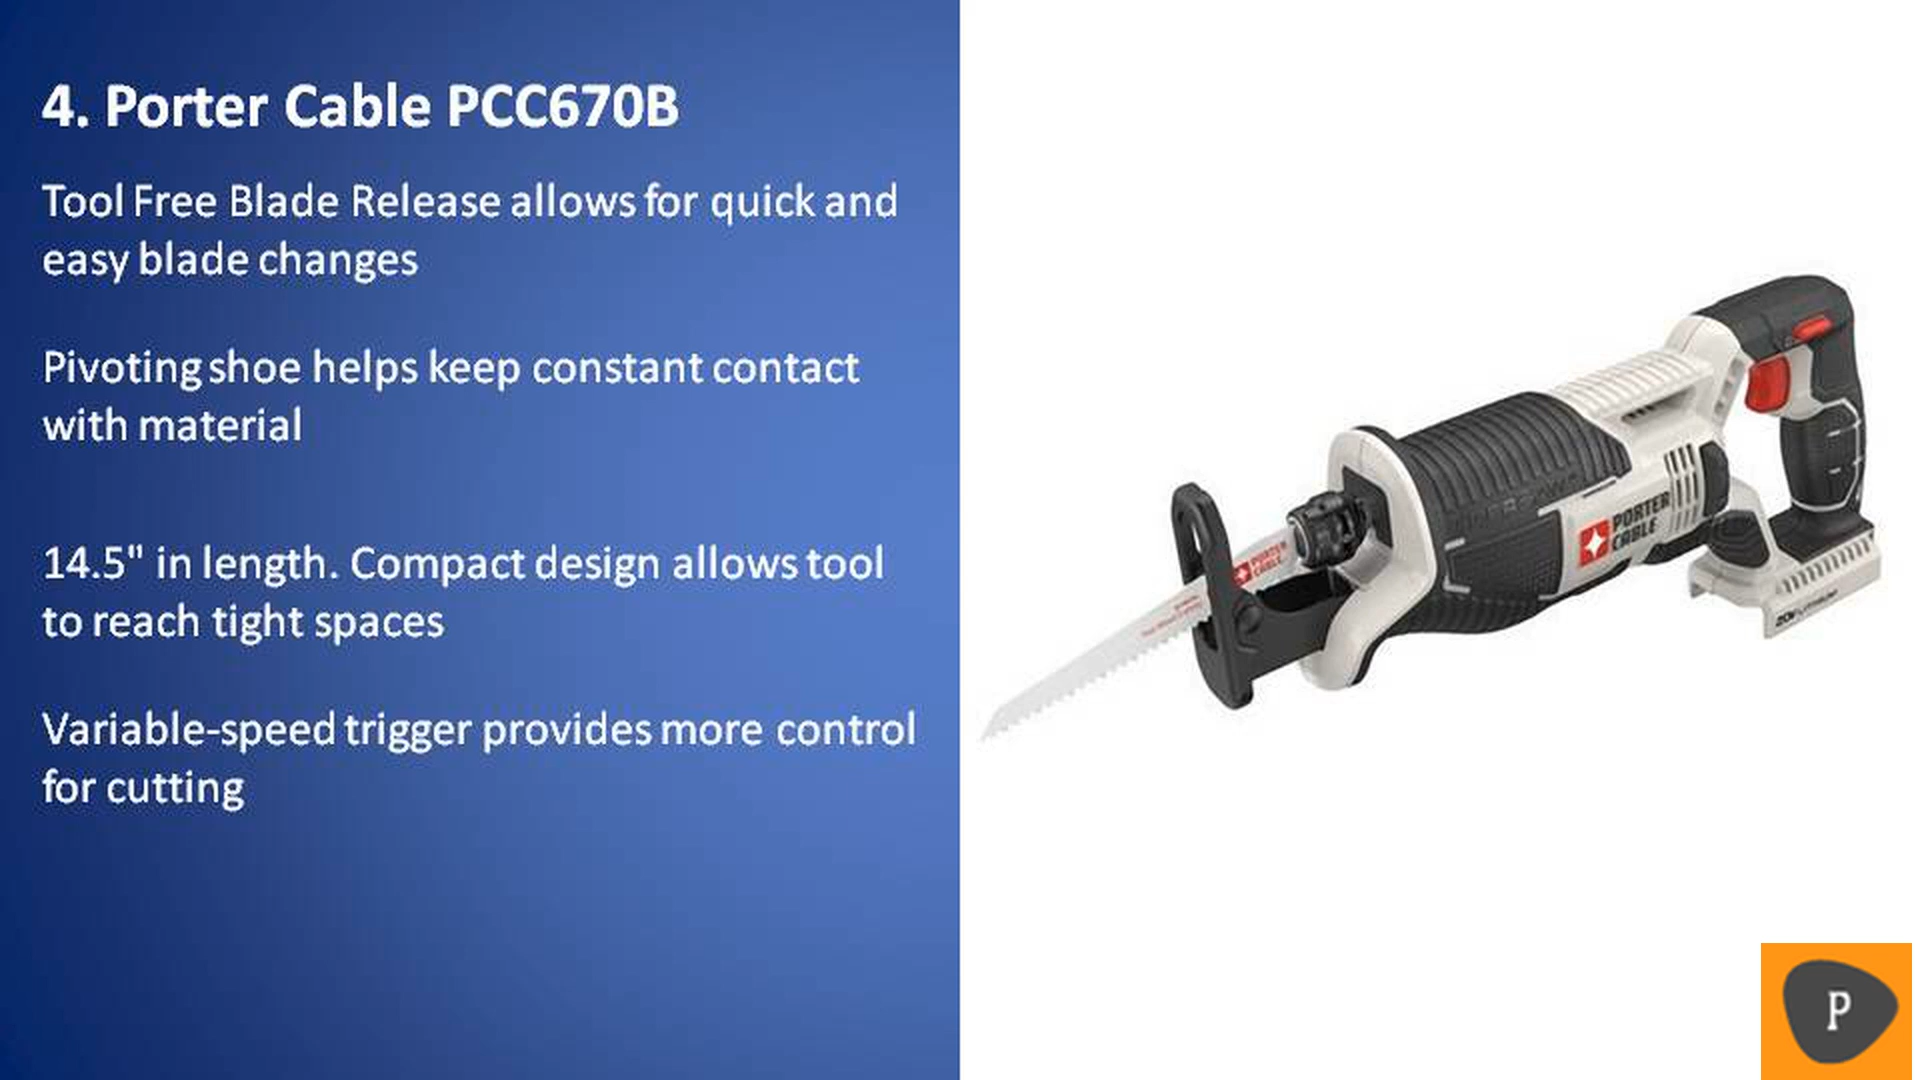 4. Porter Cable PCC670B
Tool Free Blade Release allows for quick and
easy blade changes
Pivoting shoe helps keep constant contact
with material
14.5" in length. Compact design allows tool
to reach tight spaces
Variable-speed trigger provides more control
for cutting
PORTER
CABLE
PORTER
CABLE
P